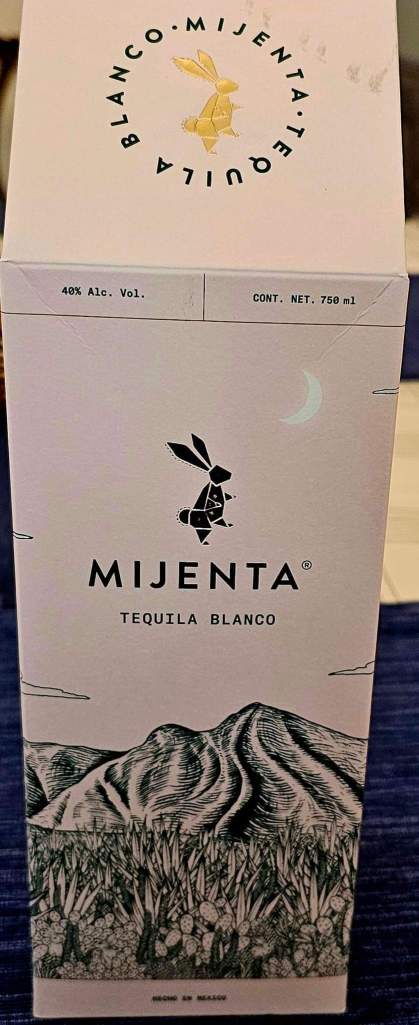 MIJENTA · TEQUILA BLANCO ·
40% Alc. Vol.
CONT. NET. 750 ml
MIJENTA®
TEQUILA BLANCO
HECHO EN MEXICO